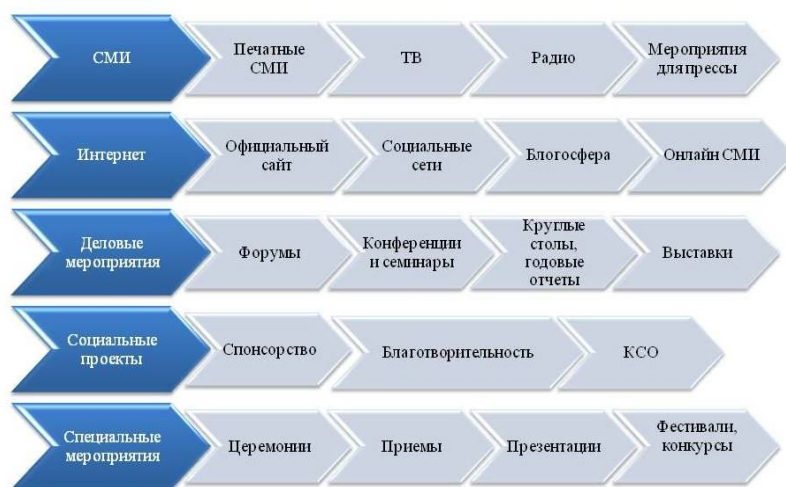 СМИ
Печатные
СМИ
ТВ
Радио
Мероприятия
для прессы
Интернет
Официальный
сайт
Социальные
сети
Блогосфера
Онлайн СМИ
Деловые
мероприятия
Форумы
Конференции
и семинары
Круглые
столы,
годовые
отчеты
Выставки
Социальные
проекты
Спонсорство
Благотворительность
КСО
Специальные
мероприятия
Церемонии
Приемы
Презентации
Фестивали,
конкурсы